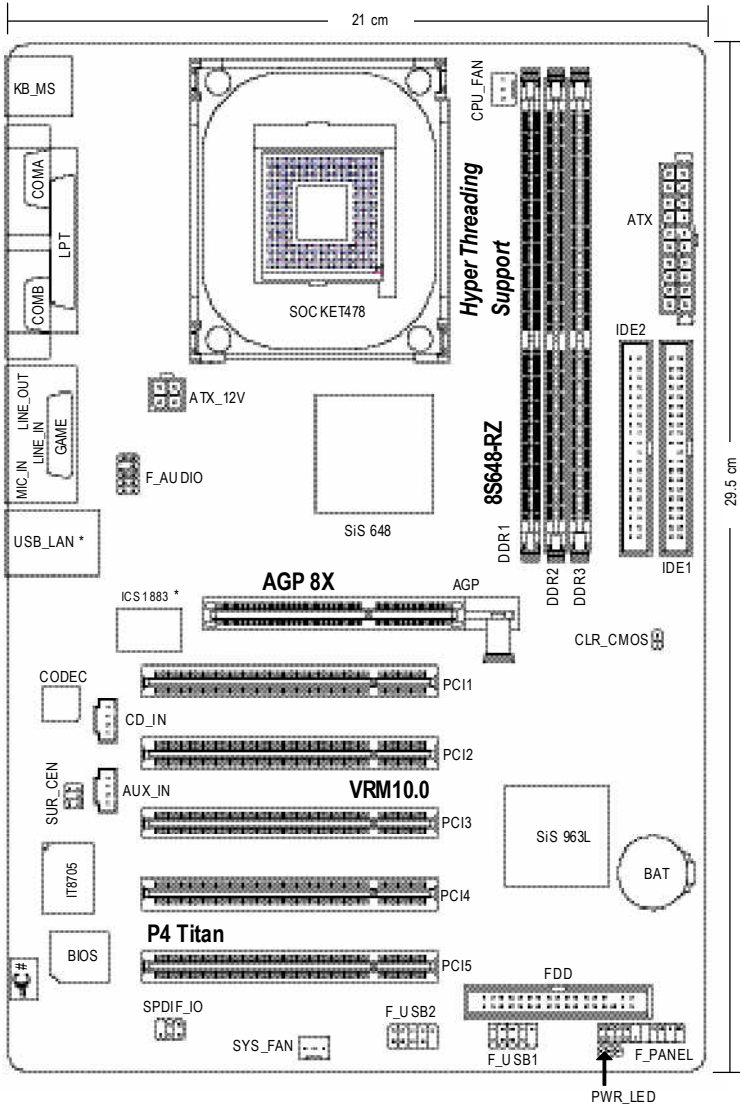 21 cm
KB_MS
CPU_FAN
COMA
LPT
COMB
ATX
Hyper Threading
Support
SOCKET478
IDE2
ATX_12V
LINE_OUT
MIC_IN
LINE_IN
GAME
F_AUDIO
8S648-RZ
29.5 cm
USB_LAN *
SiS 648
DDR1
DDR2
DDR3
IDE1
AGP 8X
AGP
ICS1883 *
CLR_CMOS
CODEC
PCI1
CD_IN
PCI2
SUR_CEN
AUX_IN
VRM10.0
PCI3
SiS 963L
BAT
IT8705
PCI4
P4 Titan
BIOS
#
PCI5
FDD
SPDIF_IO
F_USB2
SYS_FAN
F_USB1
F_PANEL
PWR_LED